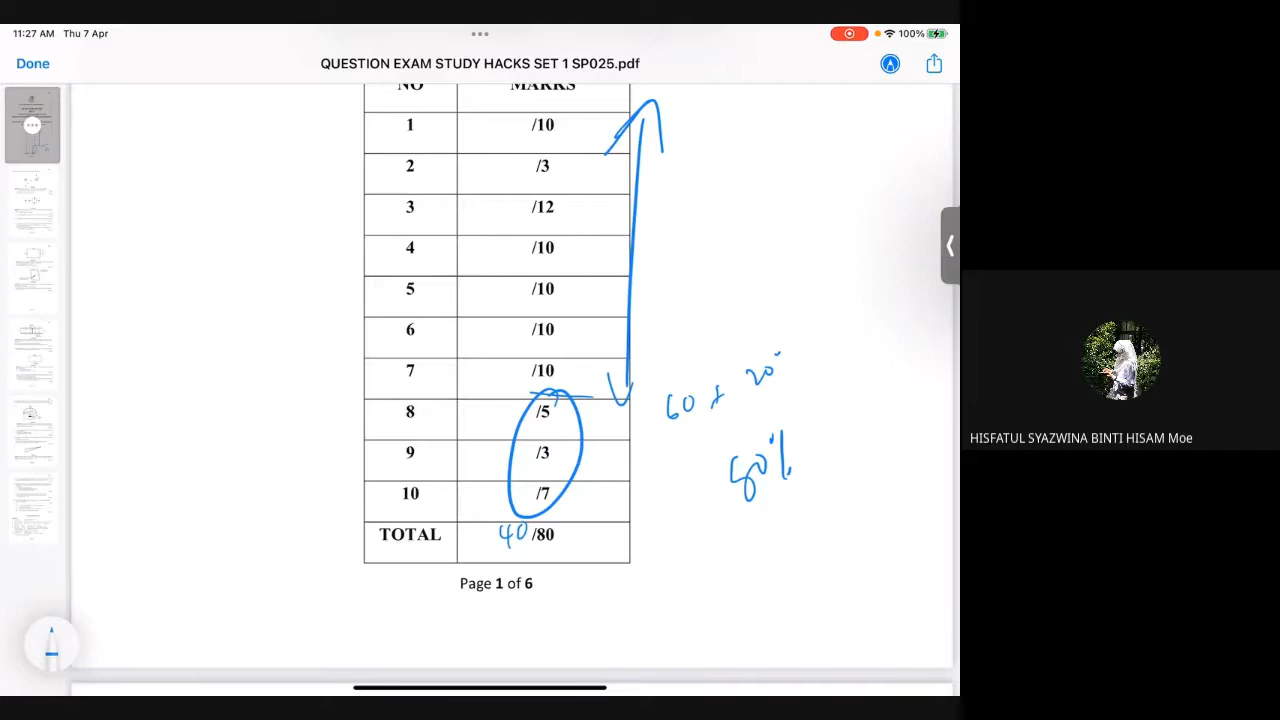 11:27 AM Thu 7 Apr
100%
Done
QUESTION EXAM STUDY HACKS SET 1 SP025.pdf
NO MARKS
1 /10
2 /3
3 /12
4 /10
5 /10
6 /10
7 /10
60 + 20
8 /5
9 /3
80%
10 /7
TOTAL 40 /80
Page 1 of 6
HISFATUL SYAZWINA BINTI HISAM Moe